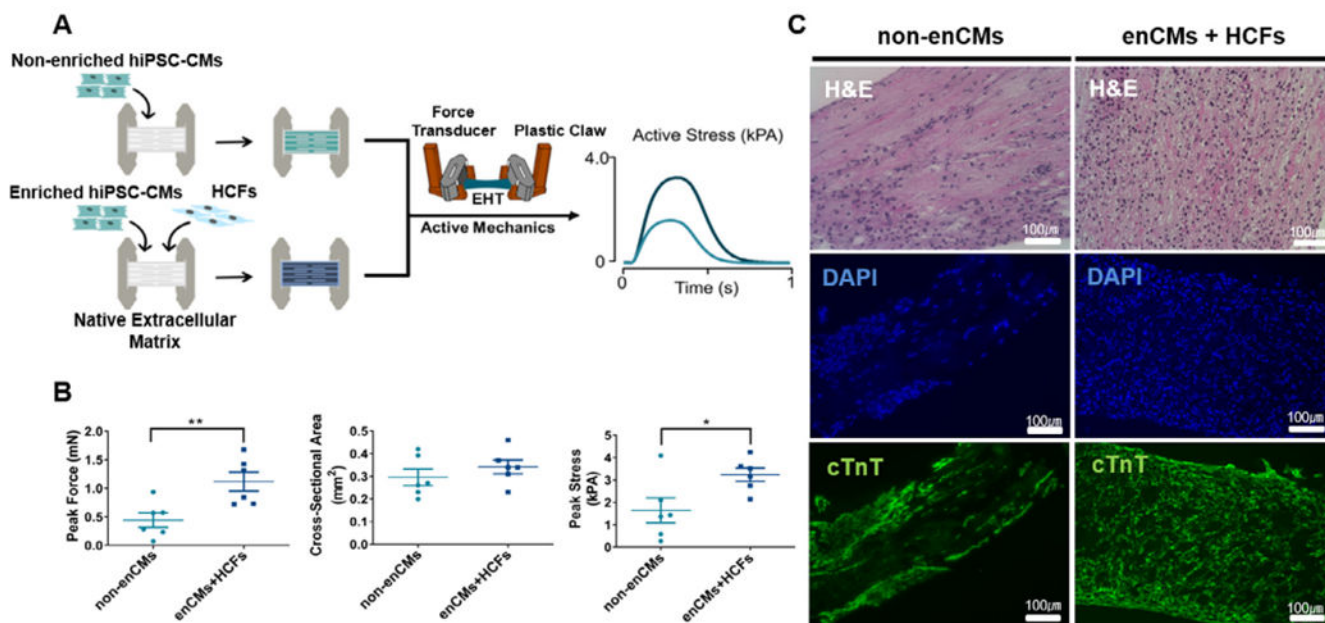 A
Non-enriched hiPSC-CMs
Enriched hiPSC-CMs
HCFs
Native Extracellular
Matrix
Force
Transducer
Plastic Claw
EHT
Active Mechanics
Active Stress (kPA)
4.0
0
0
1
Time (s)
B
Peak Force (mN)
2.0
1.5
1.0
0.5
0.0
**
non-enCMs
enCMs+HCFs
Cross-Sectional Area
(mm²)
0.5
0.4
0.3
0.2
0.0
non-enCMs
enCMs+HCFs
Peak Stress
(kPA)
5
4
3
2
1
0
*
non-enCMs
enCMs+HCFs
C
non-enCMs
enCMs + HCFs
H&E
100μm
H&E
100μm
DAPI
100μm
DAPI
100μm
cTnT
100μm
cTnT
100μm